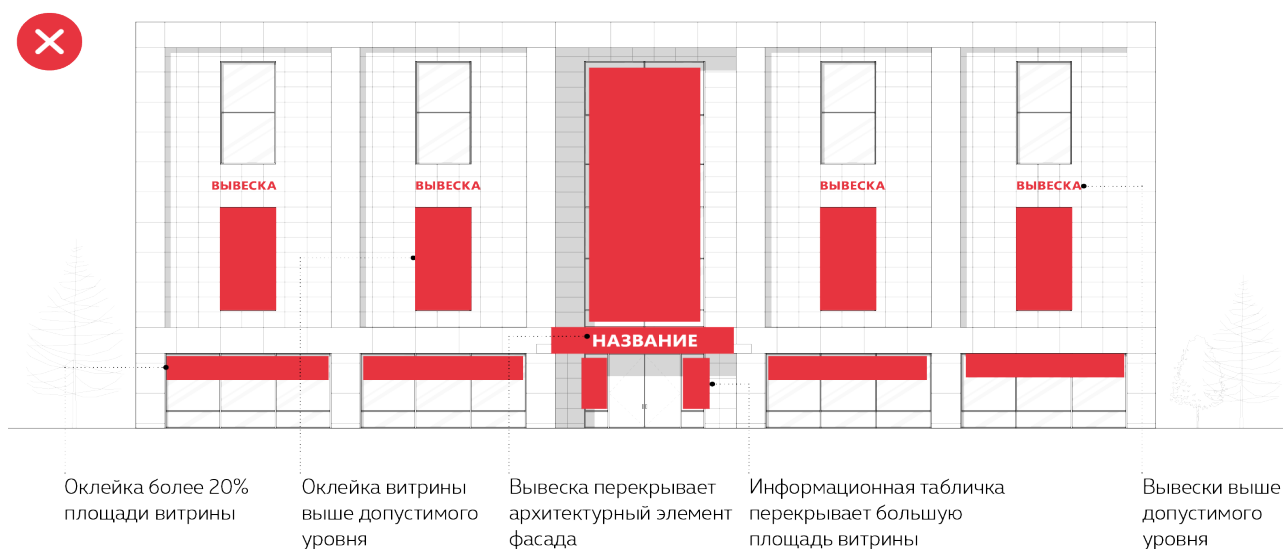 ВЫВЕСКА
ВЫВЕСКА
ВЫВЕСКА
ВЫВЕСКА
НАЗВАНИЕ
Оклейка более 20%
площади витрины
Оклейка витрины
выше допустимого
уровня
Вывеска перекрывает
архитектурный элемент
фасада
Информационная табличка
перекрывает большую
площадь витрины
Вывески выше
допустимого
уровня